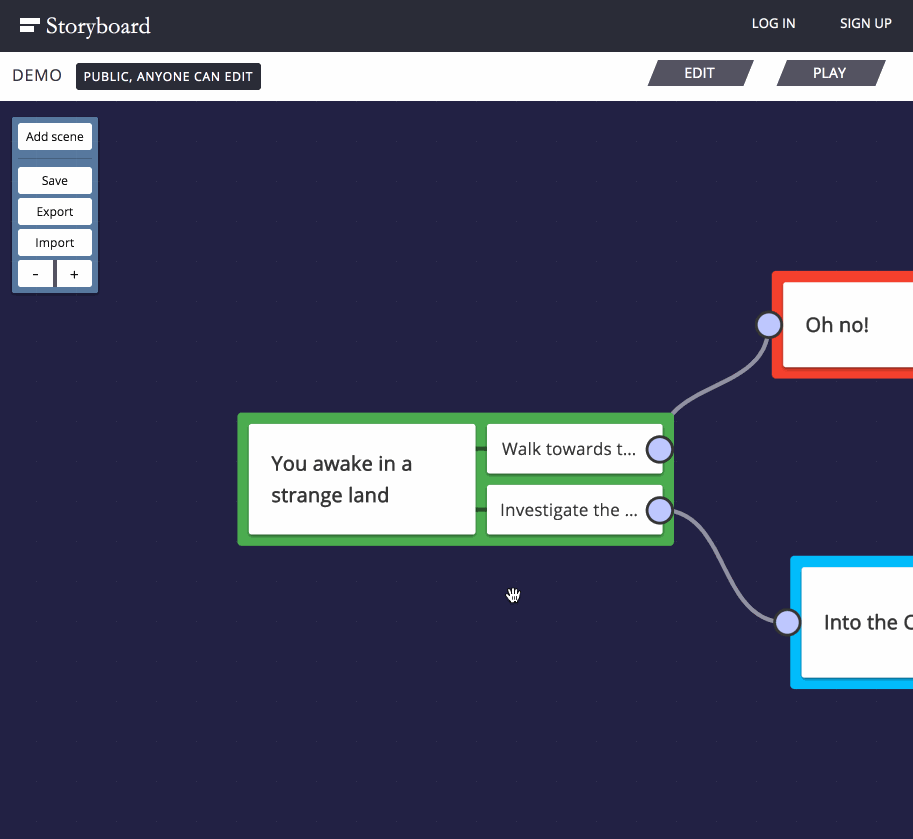 Storyboard
LOG IN
SIGN UP
DEMO
PUBLIC, ANYONE CAN EDIT
EDIT
PLAY
Add scene
Save
Export
Import
- +
Oh no!
You awake in a
strange land
Walk towards t...
Investigate the ...
Into the